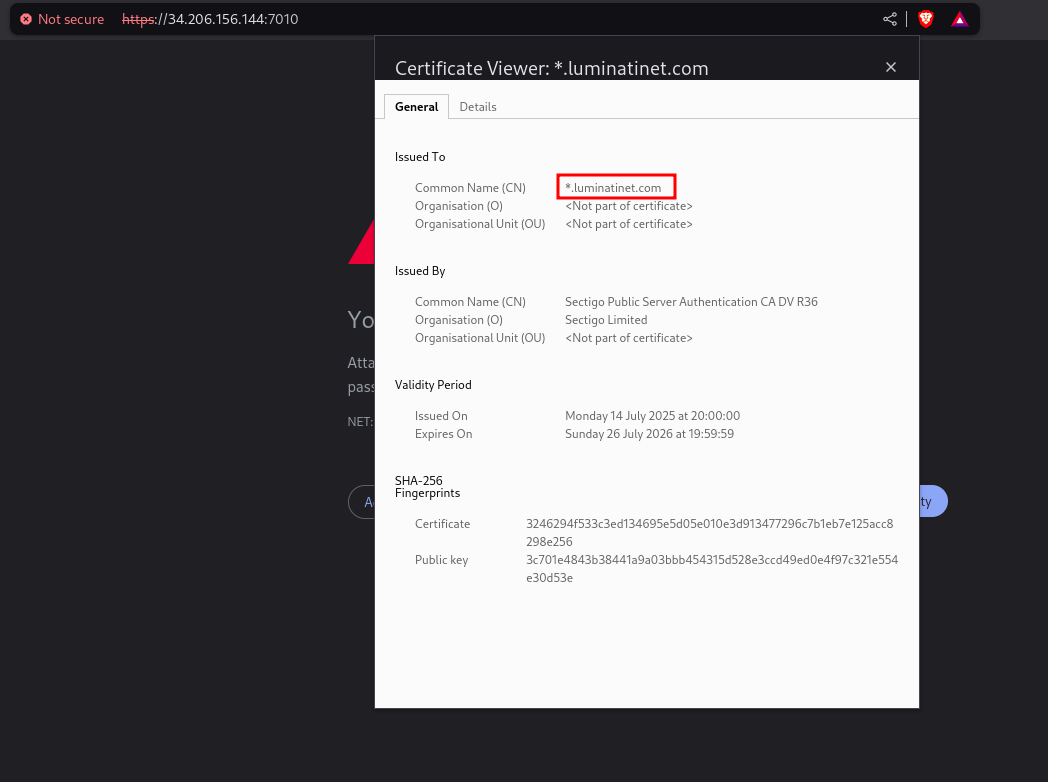 Not secure https://34.206.156.144:7010
Certificate Viewer: *.luminatinet.com
General Details
Issued To
Common Name (CN) *.luminatinet.com
Organisation (O) <Not part of certificate>
Organisational Unit (OU) <Not part of certificate>
Issued By
Common Name (CN) Sectigo Public Server Authentication CA DV R36
Organisation (O) Sectigo Limited
Organisational Unit (OU) <Not part of certificate>
Yo
Atta
pass
Validity Period
Issued On Monday 14 July 2025 at 20:00:00
NET:
Expires On Sunday 26 July 2026 at 19:59:59
SHA-256
Fingerprints
A
ty
Certificate 3246294f533c3ed134695e5d05e010e3d913477296c7b1eb7e125acc8
298e256
Public key 3c701e4843b38441a9a03bbb454315d528e3ccd49ed0e4f97c321e554
e30d53e